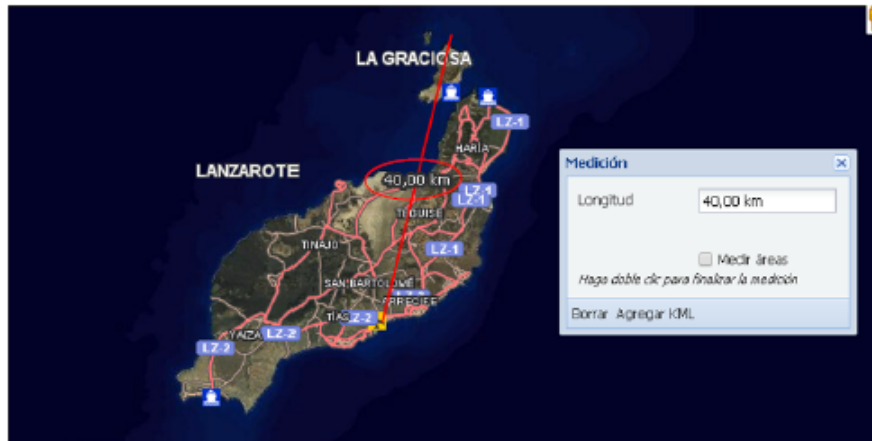 LA GRACIOSA
LZ-1
HARÍA
LANZAROTE
40,00 km
LZ-1
LZ-1
TEGUISE
TINAJO
LZ-1
SAN BARTOLOMÉ
ARRECIFE
TÍAS
LZ-2
YAIZA
LZ-2
LZ-2
Medición
Longitud 40,00 km
Medir áreas
Haga doble clic para finalizar la medición
Borrar Agregar KML